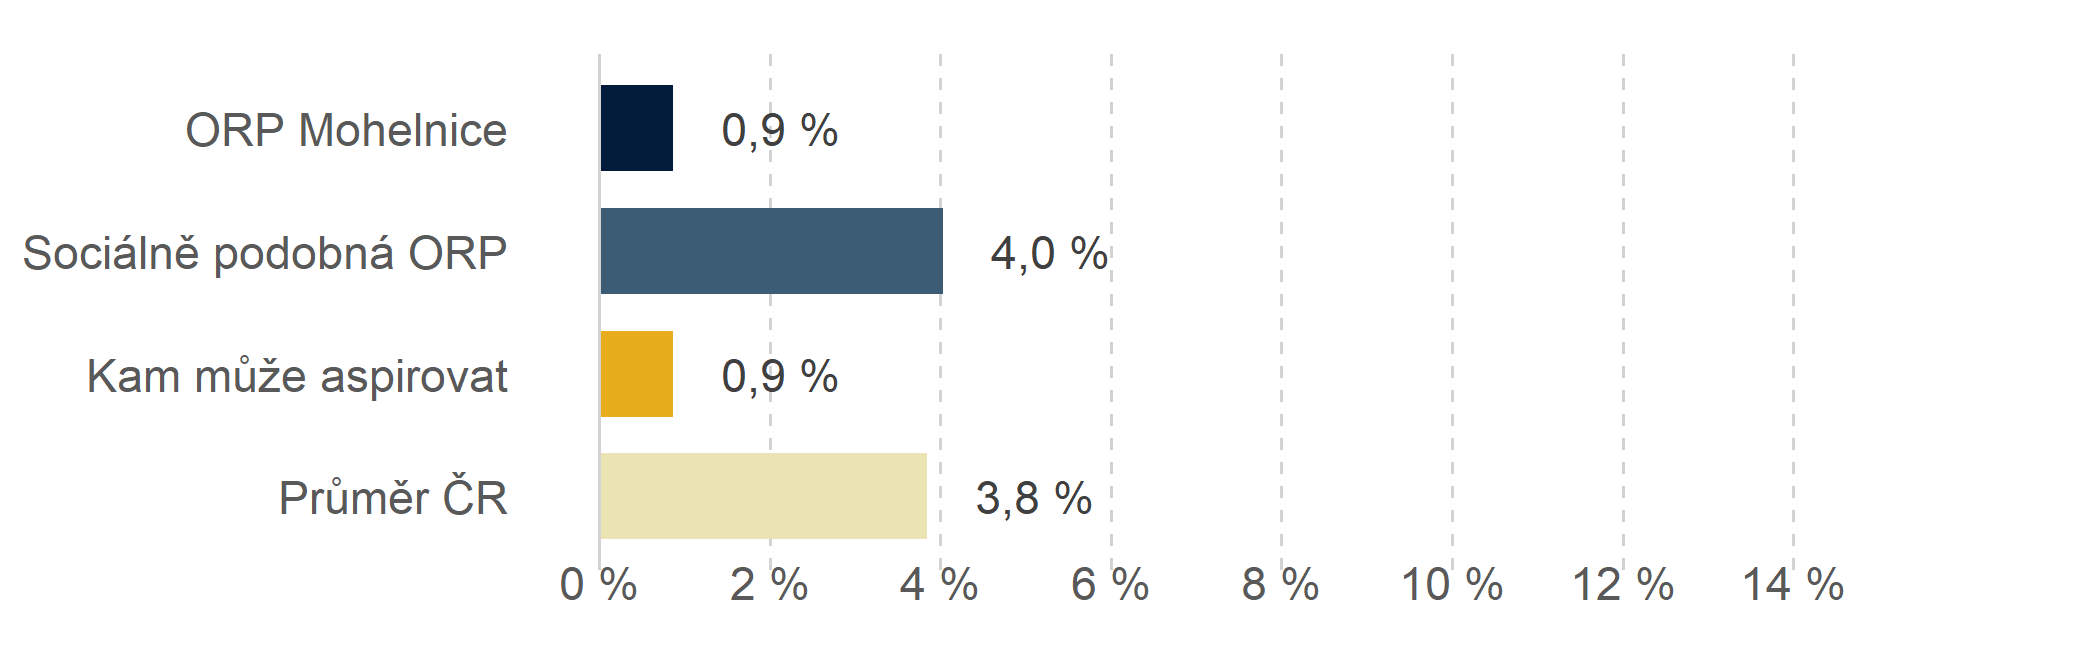 ORP Mohelnice 0,9 %
Sociálně podobná ORP 4,0 %
Kam může aspirovat 0,9 %
Průměr ČR 3,8 %
0 % 2 % 4 % 6 % 8 % 10 % 12 % 14 %